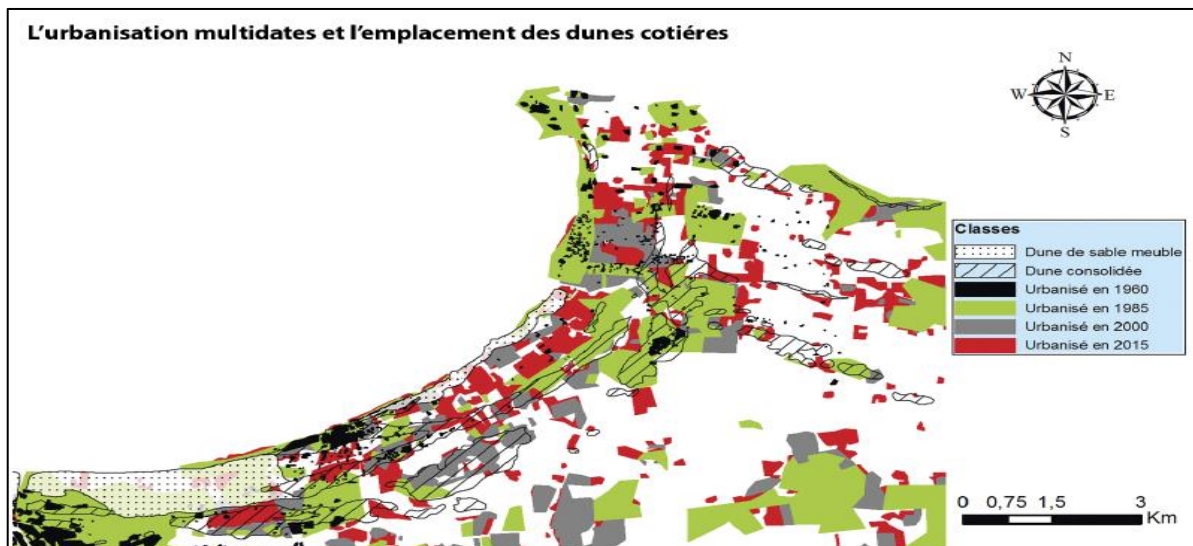 L'urbanisation multidates et l'emplacement des dunes cotiéres
N
W E
S
Classes
Dune de sable meuble
Dune consolidée
Urbanisé en 1960
Urbanisé en 1985
Urbanisé en 2000
Urbanisé en 2015
0 0,75 1,5 3
Km